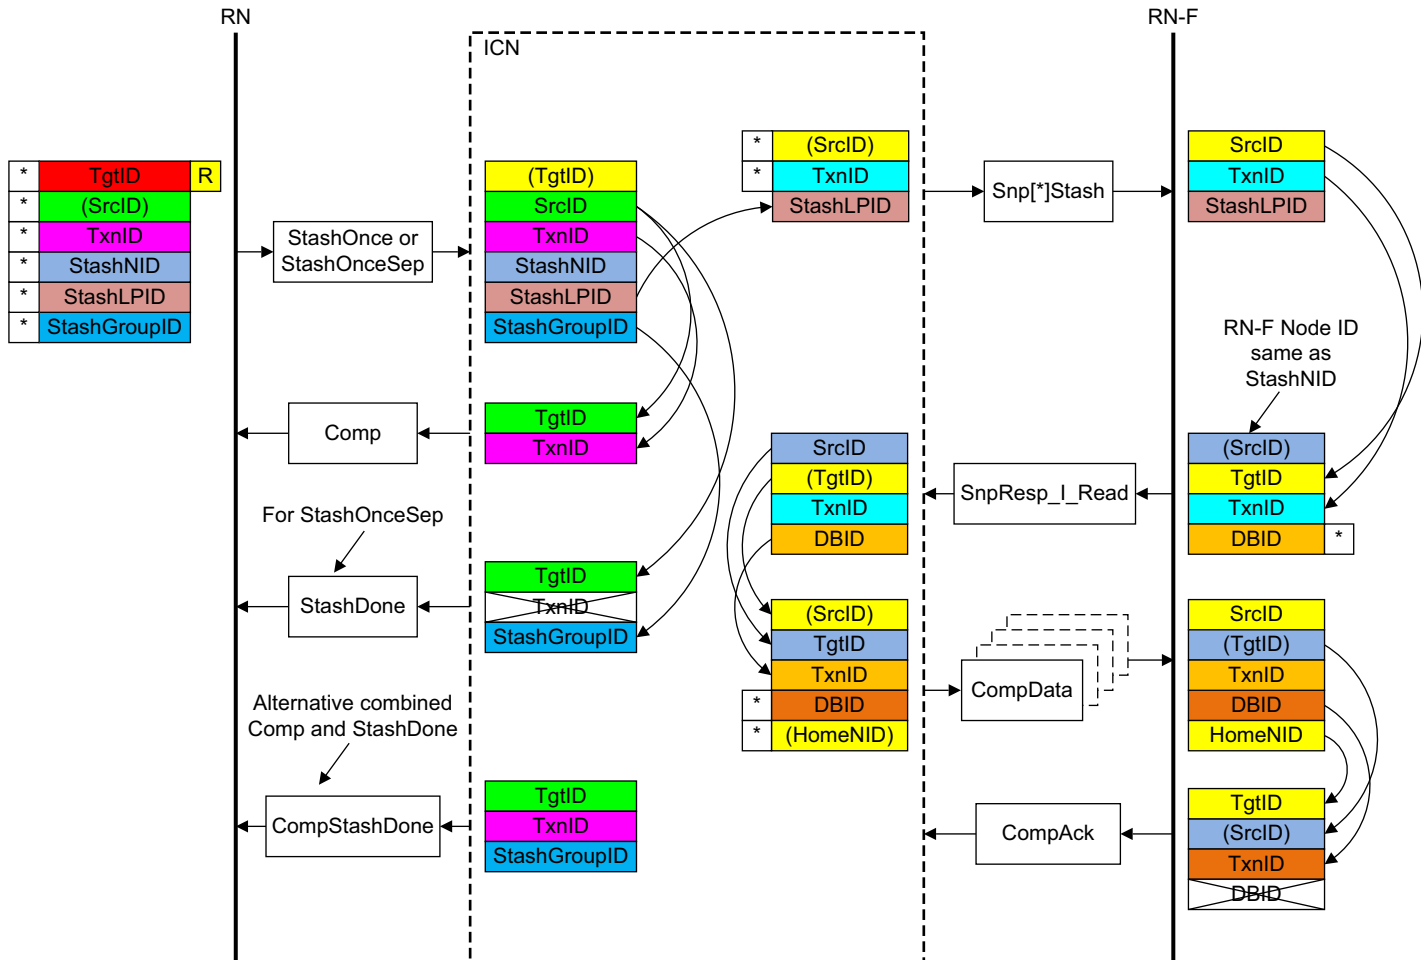 RN
RN-F
ICN
* TgtID R
* (SrcID)
* TxnID
* StashNID
* StashLPID
* StashGroupID
StashOnce or
StashOnceSep
(TgtID)
SrcID
TxnID
StashNID
StashLPID
StashGroupID
* (SrcID)
* TxnID
StashLPID
Snp[*]Stash
SrcID
TxnID
StashLPID
RN-F Node ID
same as
StashNID
Comp
TgtID
TxnID
SrcID
(TgtID)
TxnID
DBID
SnpResp_I_Read
(SrcID)
TgtID
TxnID
DBID *
For StashOnceSep
StashDone
TgtID
TxnID
StashGroupID
(SrcID)
TgtID
TxnID
* DBID
* (HomeNID)
CompData
SrcID
(TgtID)
TxnID
DBID
HomeNID
Alternative combined
Comp and StashDone
CompStashDone
TgtID
TxnID
StashGroupID
CompAck
TgtID
(SrcID)
TxnID
DBID